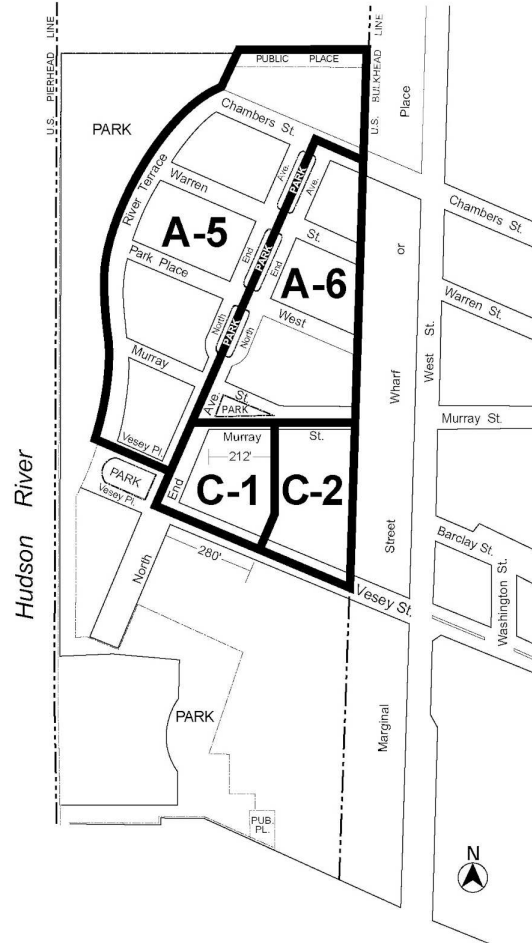 U.S. PIERHEAD LINE
U.S. BULKHEAD LINE
PUBLIC PLACE
Place
PARK
Chambers St.
River Terrace
Warren
Ave.
PARK
Ave.
Chambers St.
A-5
St.
or
Park Place
End
PARK
End
A-6
Warren St.
West St.
North
PARK
North
West
Wharf
Murray
Ave.
St.
PARK
Murray St.
Vesey Pl.
Murray St.
212'
C-1
C-2
PARK
Vesey Pl.
End
Street
Barclay St.
280'
North
Vesey St.
Washington St.
Hudson River
PARK
Marginal
PUB.
PL.
N